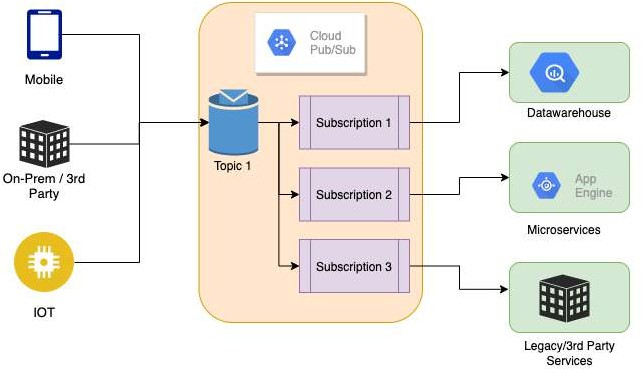 Mobile
On-Prem / 3rd
Party
IOT
Cloud
Pub/Sub
Topic 1
Subscription 1
Subscription 2
Subscription 3
Datawarehouse
App
Engine
Microservices
Legacy/3rd Party
Services